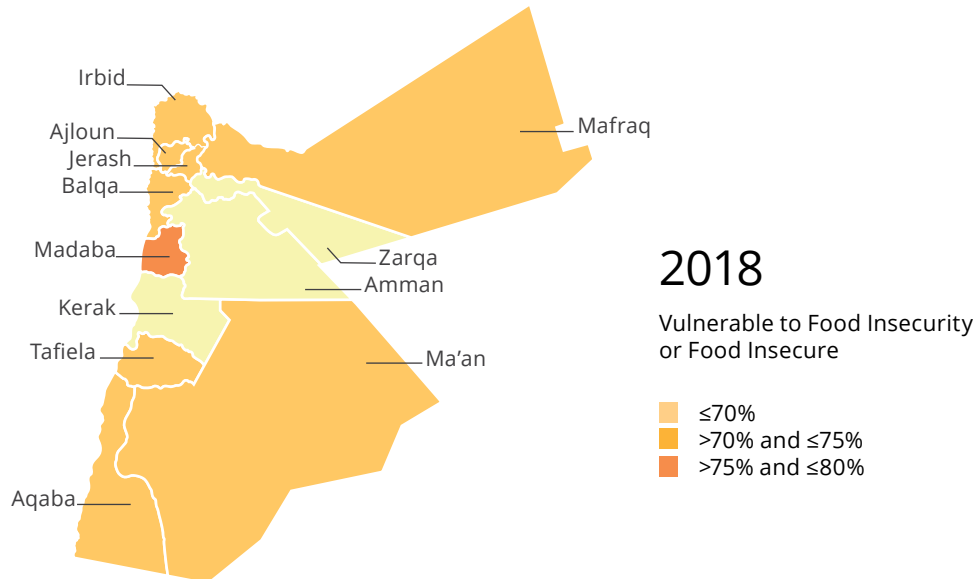 Irbid
Ajloun
Jerash
Balqa
Madaba
Kerak
Tafiela
Aqaba
Mafraq
Zarqa
Amman
Ma’an
2018
Vulnerable to Food Insecurity
or Food Insecure
≤70%
>70% and ≤75%
>75% and ≤80%